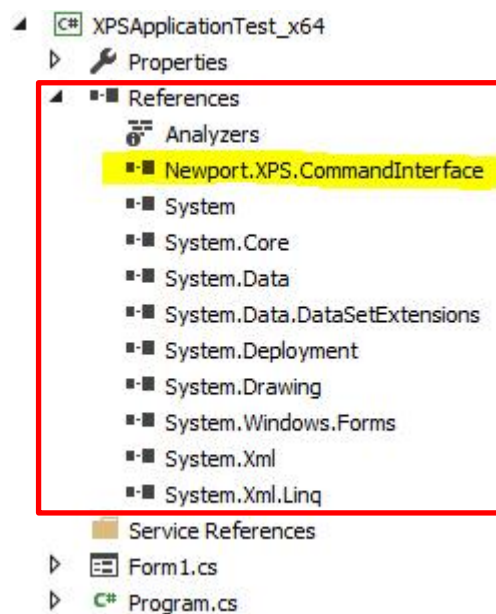 C# XPSApplicationTest_x64
Properties
References
Analyzers
Newport.XPS.CommandInterface
System
System.Core
System.Data
System.Data.DataSetExtensions
System.Deployment
System.Drawing
System.Windows.Forms
System.Xml
System.Xml.Linq
Service References
Form1.cs
C# Program.cs